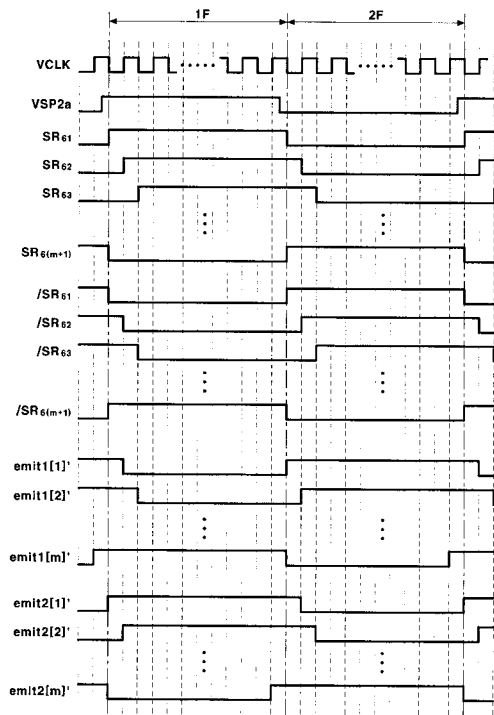 1F 2F
VCLK
VSP2a
SR61
SR62
SR63
SR6(m+1)
/SR61
/SR62
/SR63
/SR6(m+1)
emit1[1]'
emit1[2]'
emit1[m]'
emit2[1]'
emit2[2]'
emit2[m]'